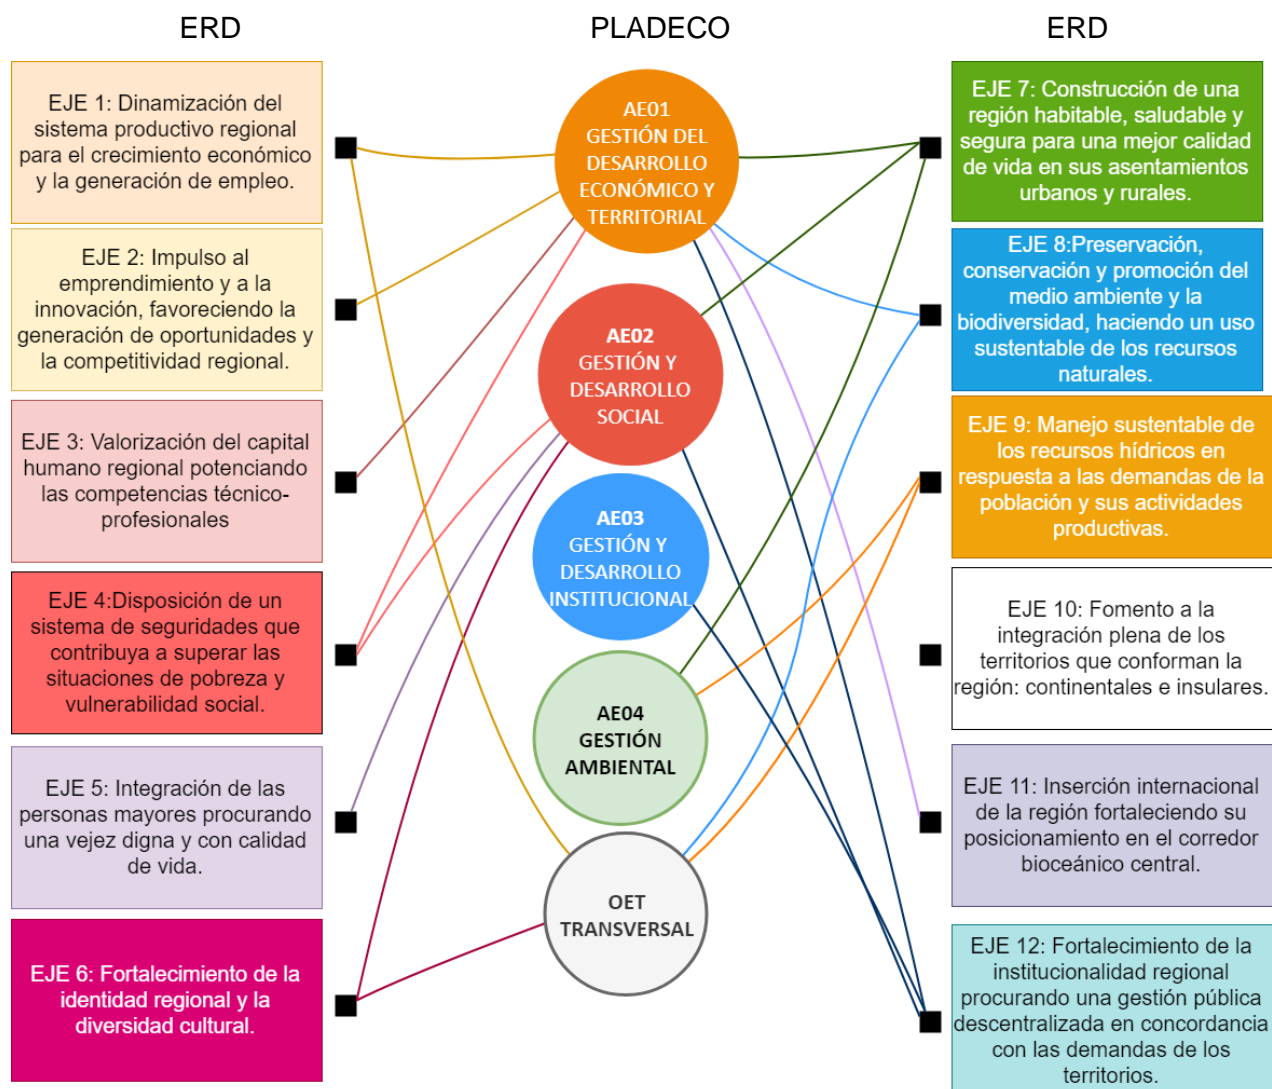 ERD
PLADECO
ERD
EJE 1: Dinamización del
sistema productivo regional
para el crecimiento económico
y la generación de empleo.
EJE 2: Impulso al
emprendimiento y a la
innovación, favoreciendo la
generación de oportunidades y
la competitividad regional.
EJE 3: Valorización del capital
humano regional potenciando
las competencias técnico-
profesionales
EJE 4:Disposición de un
sistema de seguridades que
contribuya a superar las
situaciones de pobreza y
vulnerabilidad social.
EJE 5: Integración de las
personas mayores procurando
una vejez digna y con calidad
de vida.
EJE 6: Fortalecimiento de la
identidad regional y la
diversidad cultural.
AE01
GESTIÓN DEL
DESARROLLO
ECONÓMICO Y
TERRITORIAL
AE02
GESTIÓN Y
DESARROLLO
SOCIAL
AE03
GESTIÓN Y
DESARROLLO
INSTITUCIONAL
AE04
GESTIÓN
AMBIENTAL
OET
TRANSVERSAL
EJE 7: Construcción de una
región habitable, saludable y
segura para una mejor calidad
de vida en sus asentamientos
urbanos y rurales.
EJE 8:Preservación,
conservación y promoción del
medio ambiente y la
biodiversidad, haciendo un uso
sustentable de los recursos
naturales.
EJE 9: Manejo sustentable de
los recursos hídricos en
respuesta a las demandas de la
población y sus actividades
productivas.
EJE 10: Fomento a la
integración plena de los
territorios que conforman la
región: continentales e insulares.
EJE 11: Inserción internacional
de la región fortaleciendo su
posicionamiento en el corredor
bioceánico central.
EJE 12: Fortalecimiento de la
institucionalidad regional
procurando una gestión pública
descentralizada en concordancia
con las demandas de los
territorios.